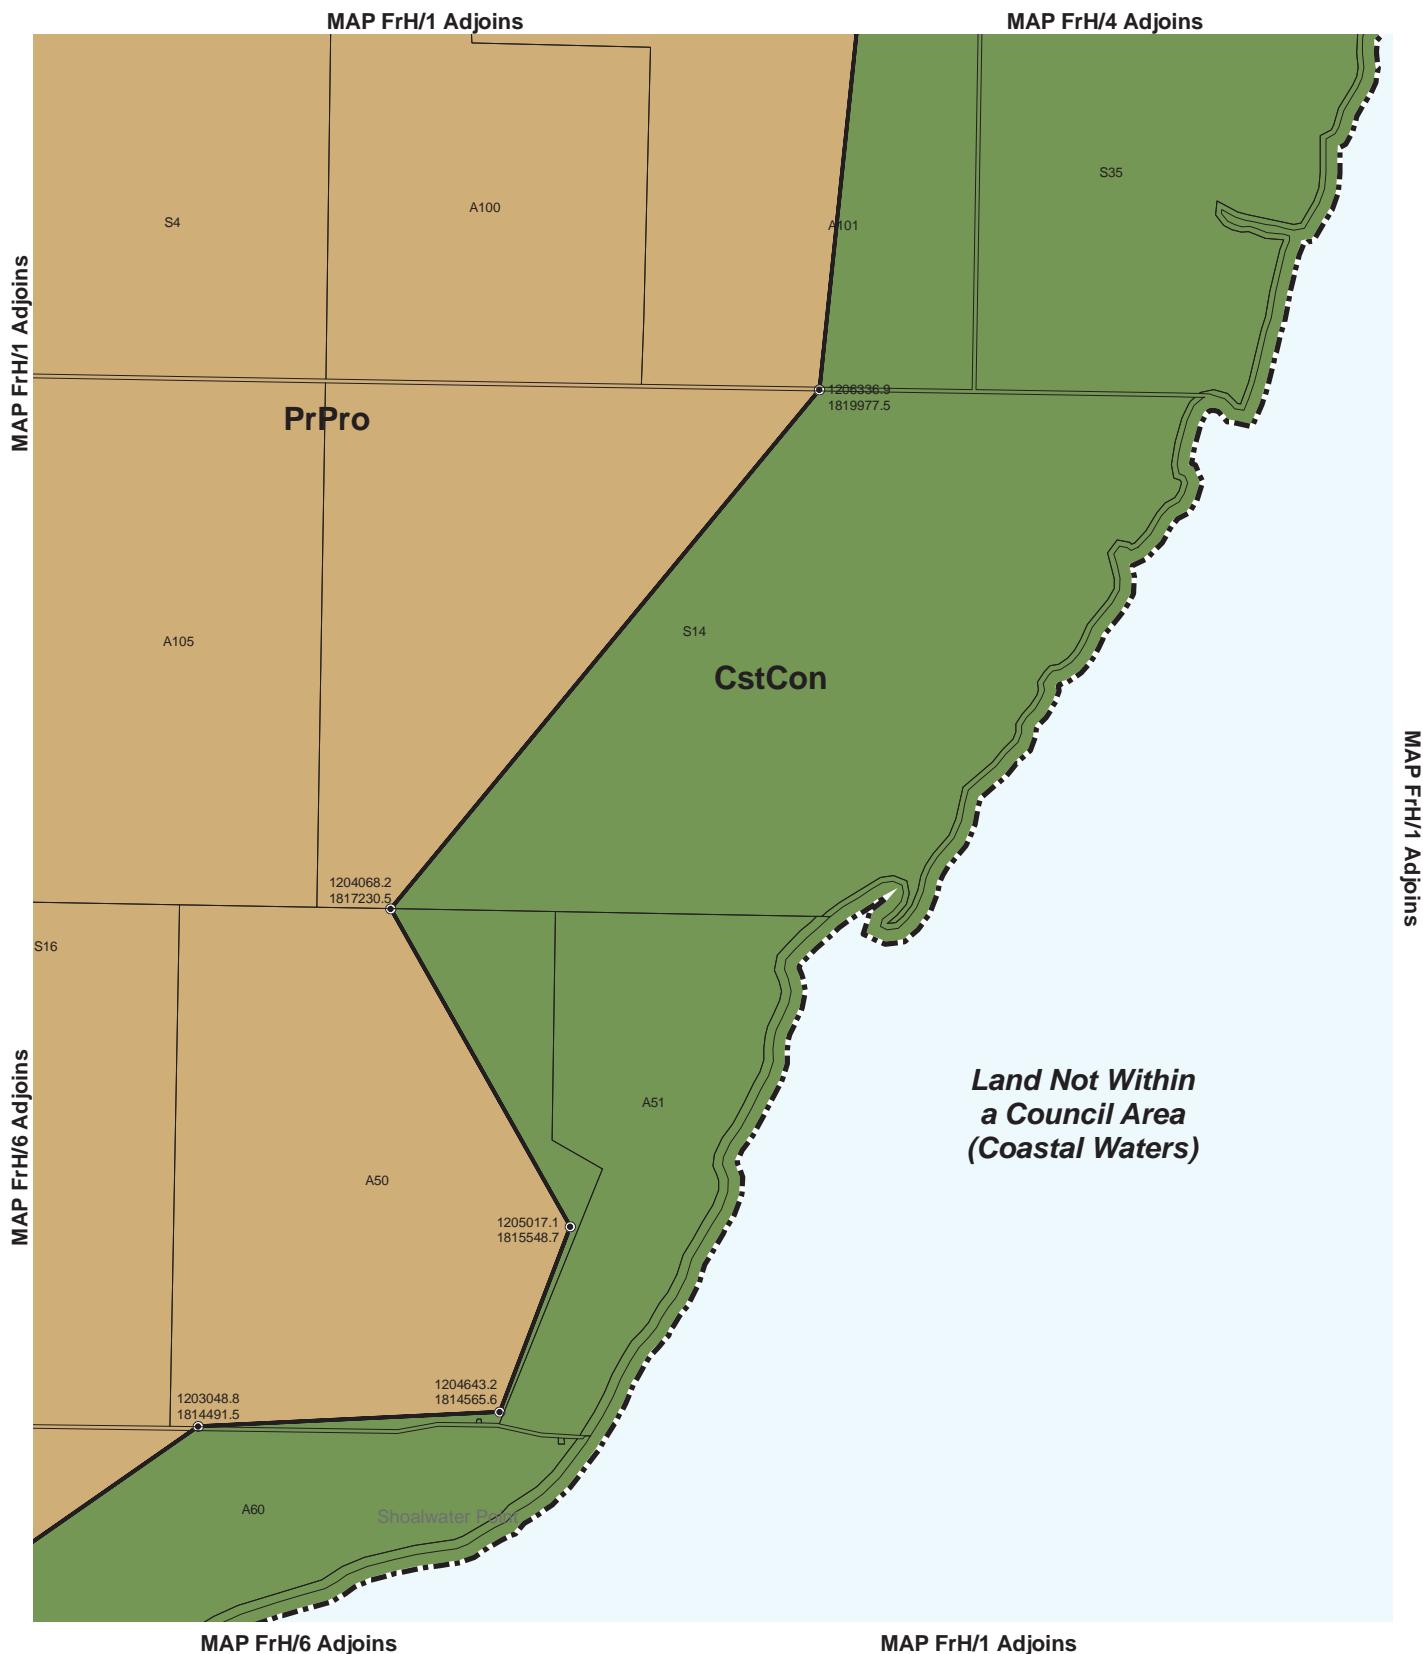 MAP FrH/1 Adjoins
MAP FrH/4 Adjoins
S35
A100
S4
A101
MAP FrH/1 Adjoins
1206336.9
1819977.5
PrPro
S14
A105
CstCon
MAP FrH/1 Adjoins
1204068.2
1817230.5
S16
Land Not Within
a Council Area
(Coastal Waters)
A51
MAP FrH/6 Adjoins
A50
1205017.1
1815548.7
1204643.2
1814565.6
1203048.8
1814491.5
A60
Shoalwater Point
MAP FrH/6 Adjoins
MAP FrH/1 Adjoins